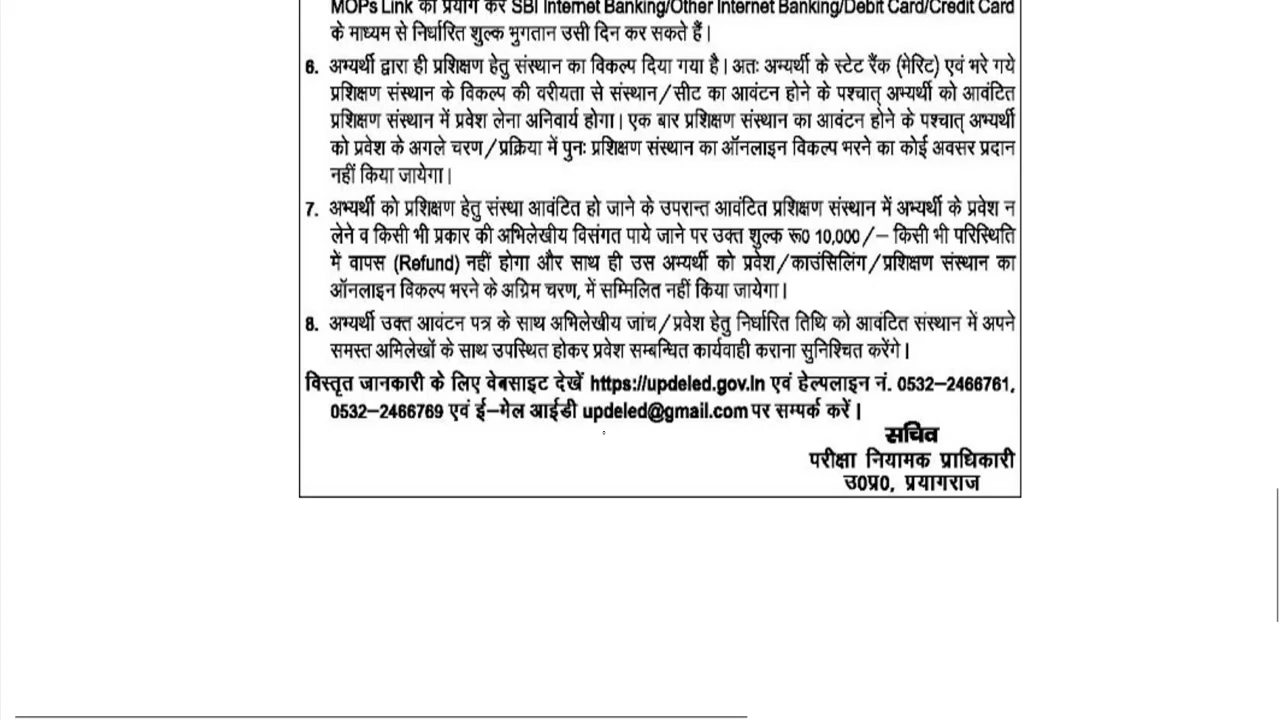 MOPs Link का प्रयोग कर SBI Internet Banking/Other Internet Banking/Debit Card/Credit Card
के माध्यम से निर्धारित शुल्क भुगतान उसी दिन कर सकते हैं।
6. अभ्यर्थी द्वारा ही प्रशिक्षण हेतु संस्थान का विकल्प दिया गया है। अतः अभ्यर्थी के स्टेट रैंक (मेरिट) एवं भरे गये
प्रशिक्षण संस्थान के विकल्प की वरीयता से संस्थान/सीट का आवंटन होने के पश्चात् अभ्यर्थी को आवंटित
प्रशिक्षण संस्थान में प्रवेश लेना अनिवार्य होगा। एक बार प्रशिक्षण संस्थान का आवंटन होने के पश्चात् अभ्यर्थी
को प्रवेश के अगले चरण/प्रक्रिया में पुनः प्रशिक्षण संस्थान का ऑनलाइन विकल्प भरने का कोई अवसर प्रदान
नहीं किया जायेगा।
7. अभ्यर्थी को प्रशिक्षण हेतु संस्था आवंटित हो जाने के उपरान्त आवंटित प्रशिक्षण संस्थान में अभ्यर्थी के प्रवेश न
लेने व किसी भी प्रकार की अभिलेखीय विसंगत पाये जाने पर उक्त शुल्क रू0 10,000/– किसी भी परिस्थिति
में वापस (Refund) नहीं होगा और साथ ही उस अभ्यर्थी को प्रवेश/काउंसिलिंग/प्रशिक्षण संस्थान का
ऑनलाइन विकल्प भरने के अग्रिम चरण, में सम्मिलित नहीं किया जायेगा।
8. अभ्यर्थी उक्त आवंटन पत्र के साथ अभिलेखीय जांच/प्रवेश हेतु निर्धारित तिथि को आवंटित संस्थान में अपने
समस्त अभिलेखों के साथ उपस्थित होकर प्रवेश सम्बन्धित कार्यवाही कराना सुनिश्चित करेंगे।
विस्तृत जानकारी के लिए वेबसाइट देखें https://updeled.gov.in एवं हेल्पलाइन नं. 0532–2466761,
0532–2466769 एवं ई–मेल आईडी updeled@gmail.com पर सम्पर्क करें।
सचिव
परीक्षा नियामक प्राधिकारी
उ0प्र0, प्रयागराज